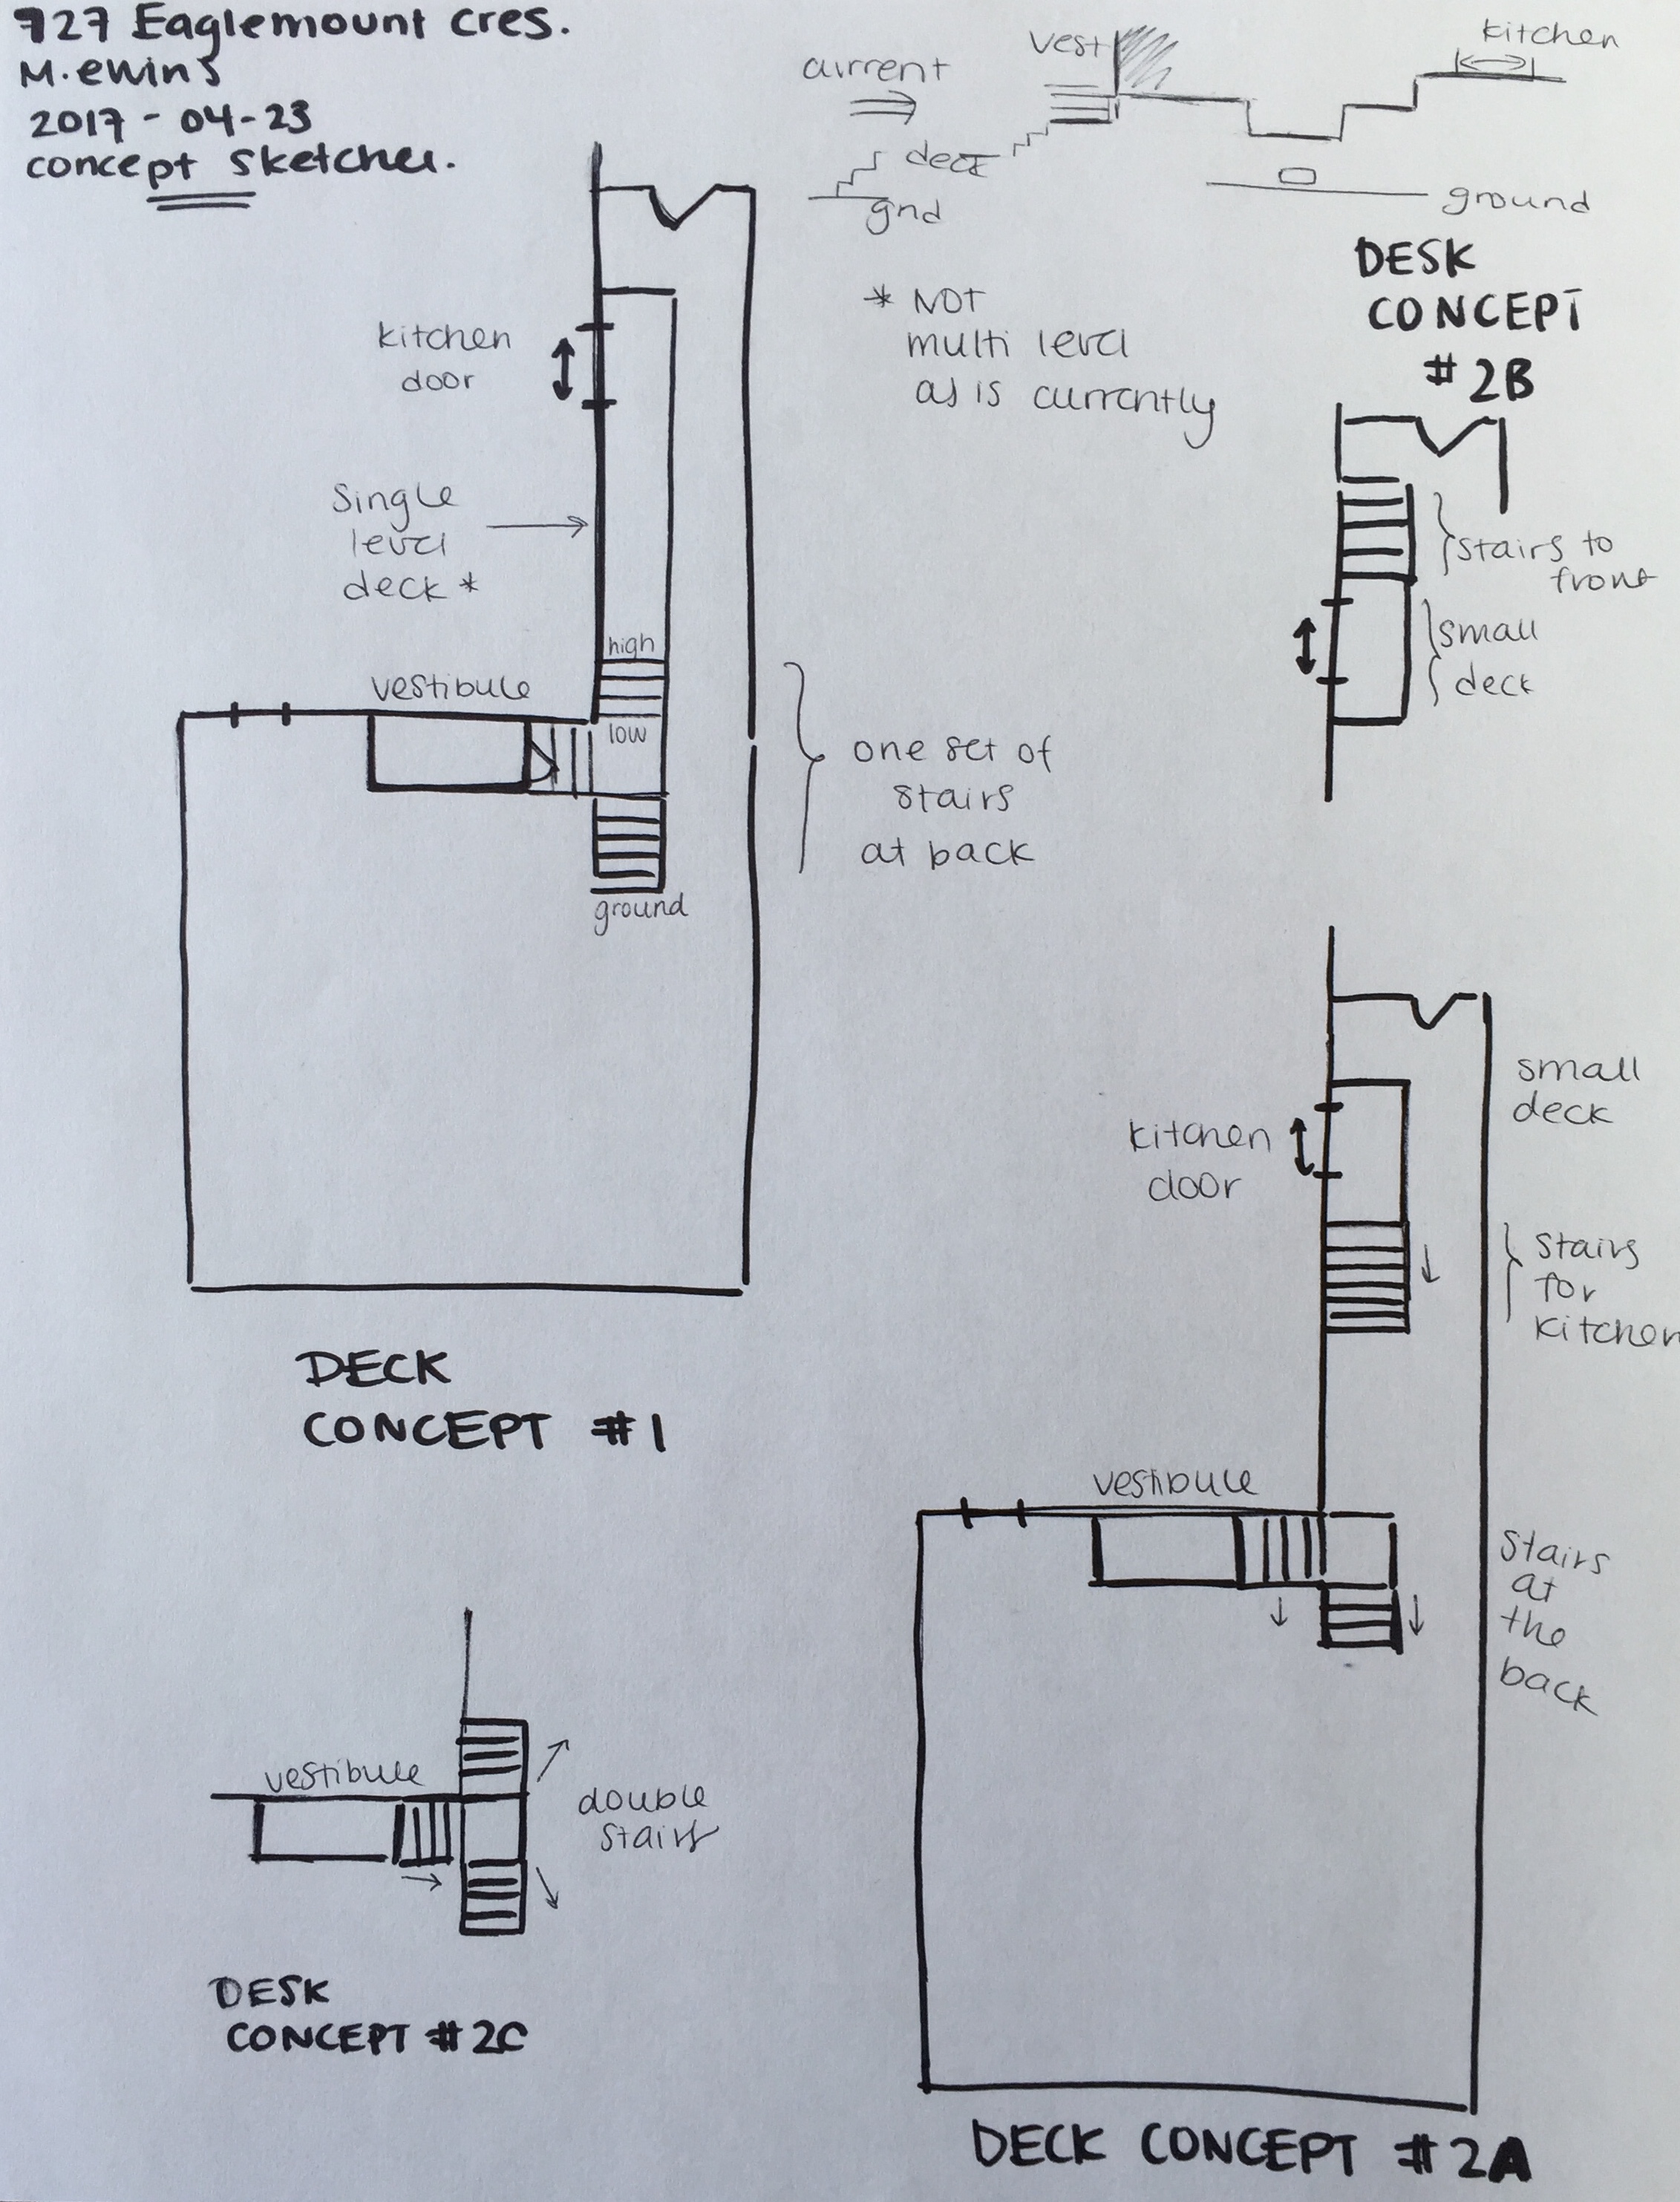 727 Eaglemount Cres.
M. Ewins
2017-04-23
concept sketches.
current
vest
kitchen
deck
gnd
ground
* NOT
multi level
as is currently
DESK
CONCEPT
# 2B
stairs to
front
small
deck
kitchen
door
Single
level
deck *
high
low
vestibule
one set of
stairs
at back
ground
DECK
CONCEPT #1
small
deck
kitchen
door
stairs
for
kitchen
vestibule
stairs
at
the
back
DECK CONCEPT #2A
vestibule
double
stairs
DESK
CONCEPT #2C